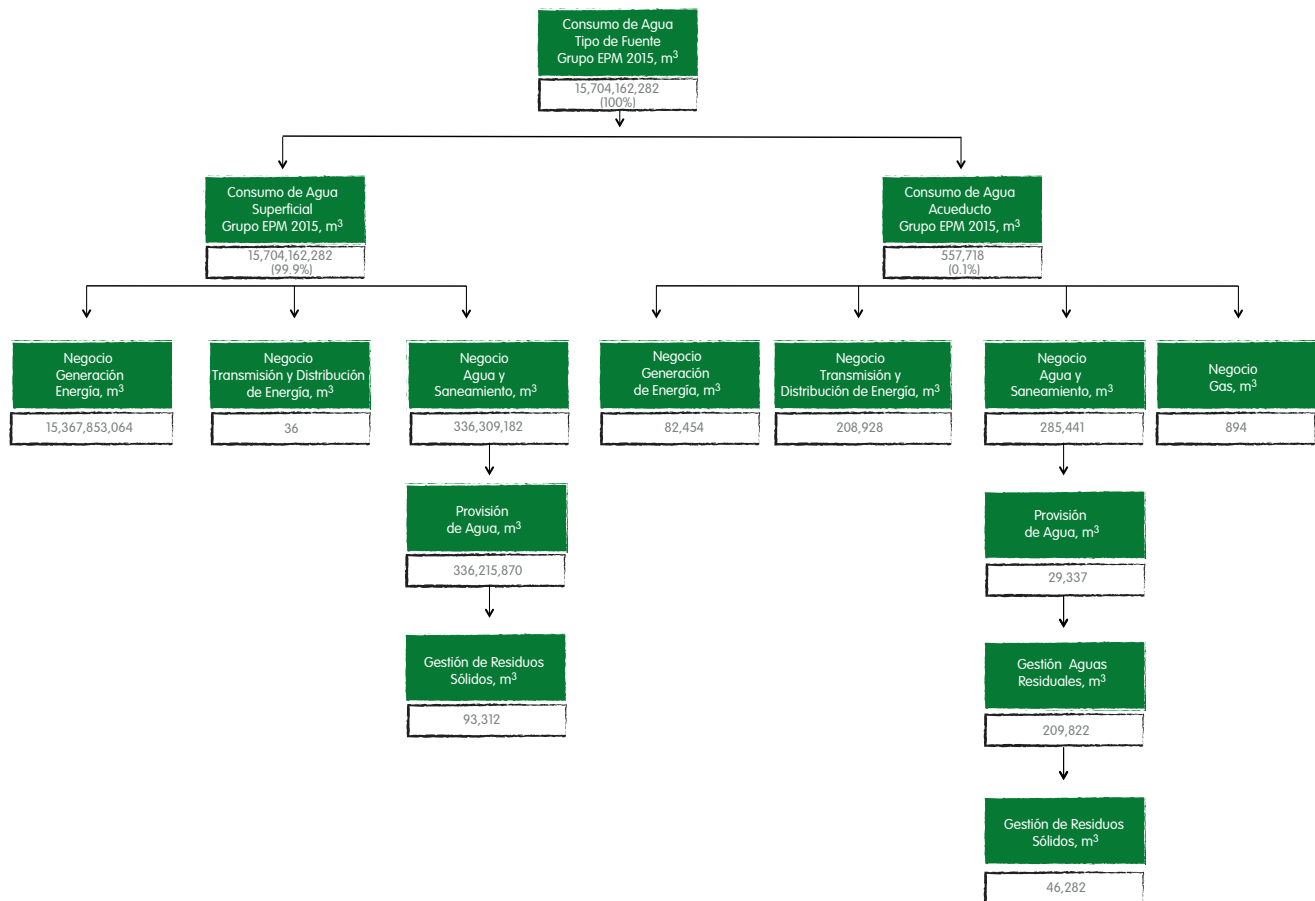 Consumo de Agua
Tipo de Fuente
Grupo EPM 2015, m³
15,704,162,282
(100%)
Consumo de Agua
Superficial
Grupo EPM 2015, m³
15,704,162,282
(99.9%)
Consumo de Agua
Acueducto
Grupo EPM 2015, m³
557,718
(0.1%)
Negocio
Generación
Energía, m³
15,367,853,064
Negocio
Transmisión y Distribución
de Energía, m³
36
Negocio
Agua y
Saneamiento, m³
336,309,182
Provisión
de Agua, m³
336,215,870
Gestión de Residuos
Sólidos, m³
93,312
Negocio
Generación
de Energía, m³
82,454
Negocio
Transmisión y
Distribución de Energía, m³
208,928
Negocio
Agua y
Saneamiento, m³
285,441
Provisión
de Agua, m³
29,337
Gestión Aguas
Residuales, m³
209,822
Gestión de Residuos
Sólidos, m³
46,282
Negocio
Gas, m³
894